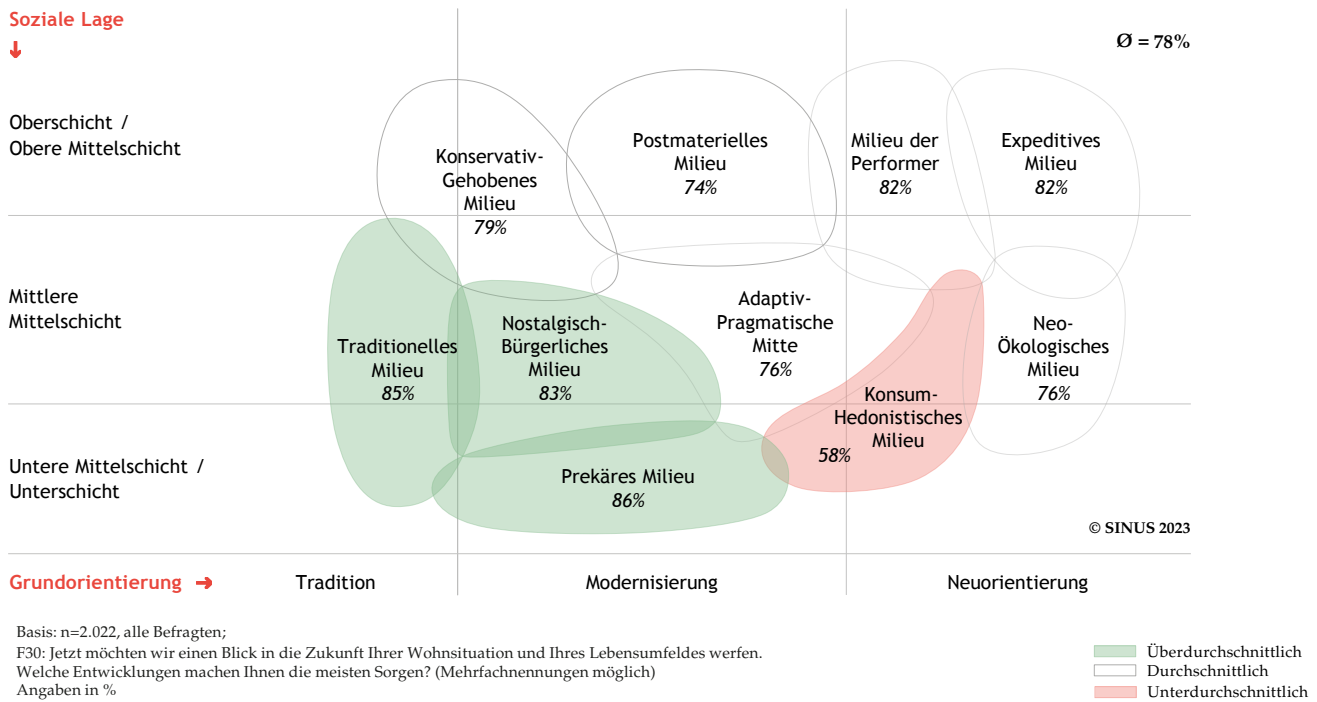 Soziale Lage
↓
Ø = 78%
Oberschicht /
Obere Mittelschicht
Konservativ-
Gehobenes
Milieu
79%
Postmaterielles
Milieu
74%
Milieu der
Performer
82%
Expeditives
Milieu
82%
Mittlere
Mittelschicht
Traditionelles
Milieu
85%
Nostalgisch-
Bürgerliches
Milieu
83%
Adaptiv-
Pragmatische
Mitte
76%
Konsum-
Hedonistisches
Milieu
58%
Neo-
Ökologisches
Milieu
76%
Untere Mittelschicht /
Unterschicht
Prekäres Milieu
86%
© SINUS 2023
Grundorientierung →
Tradition
Modernisierung
Neuorientierung
Basis: n=2.022, alle Befragten;
F30: Jetzt möchten wir einen Blick in die Zukunft Ihrer Wohnsituation und Ihres Lebensumfeldes werfen.
Welche Entwicklungen machen Ihnen die meisten Sorgen? (Mehrfachnennungen möglich)
Angaben in %
Überdurchschnittlich
Durchschnittlich
Unterdurchschnittlich